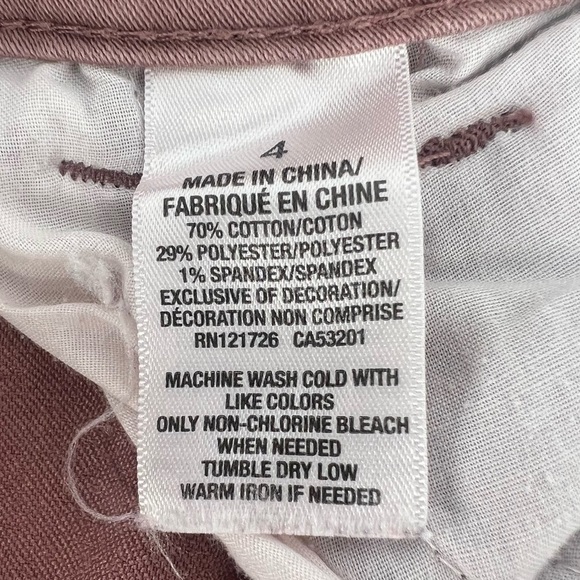 4
MADE IN CHINA/
FABRIQUÉ EN CHINE
70% COTTON/COTON
29% POLYESTER/POLYESTER
1% SPANDEX/SPANDEX
EXCLUSIVE OF DECORATION/
DÉCORATION NON COMPRISE
RN121726 CA53201
MACHINE WASH COLD WITH
LIKE COLORS
ONLY NON-CHLORINE BLEACH
WHEN NEEDED
TUMBLE DRY LOW
WARM IRON IF NEEDED